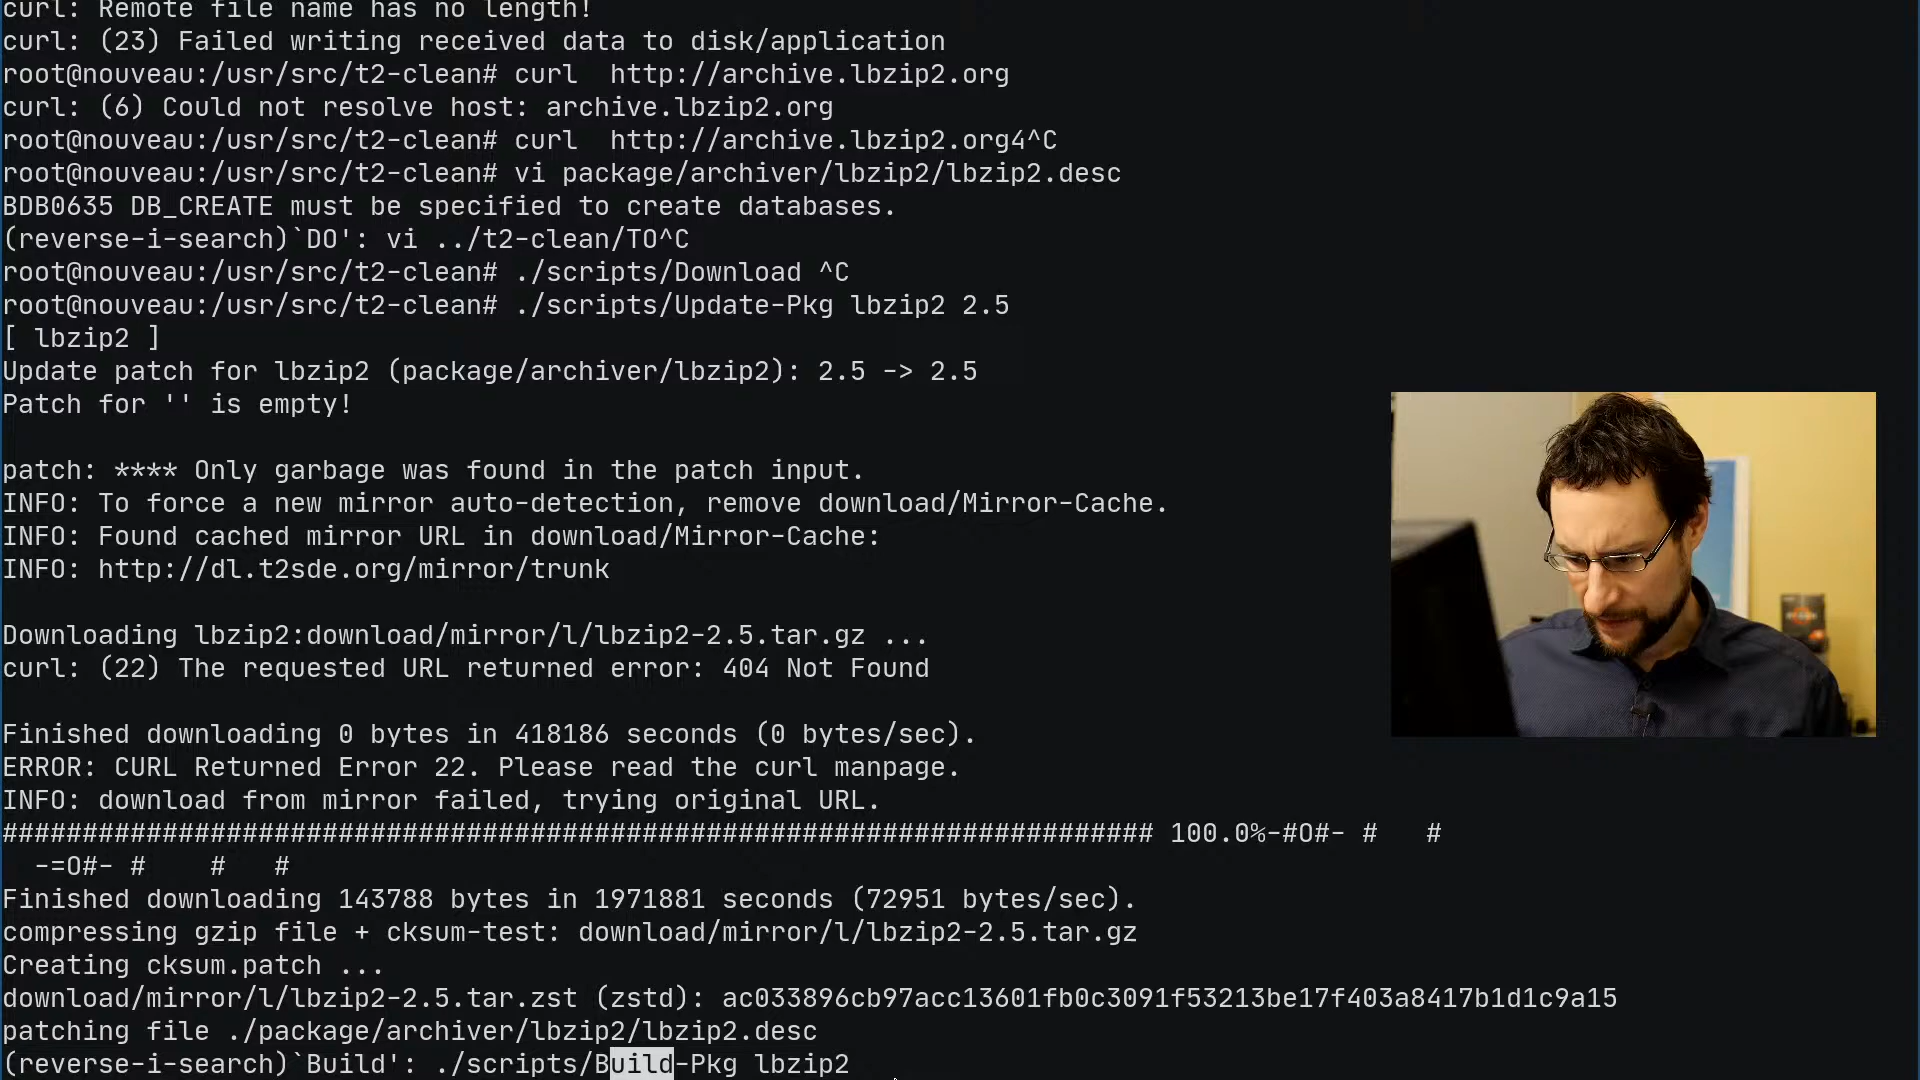 curl: Remote file name has no length!
curl: (23) Failed writing received data to disk/application
root@nouveau:/usr/src/t2-clean# curl  http://archive.lbzip2.org
curl: (6) Could not resolve host: archive.lbzip2.org
root@nouveau:/usr/src/t2-clean# curl  http://archive.lbzip2.org4^C
root@nouveau:/usr/src/t2-clean# vi package/archiver/lbzip2/lbzip2.desc
BDB0635 DB_CREATE must be specified to create databases.
(reverse-i-search)`DO': vi ../t2-clean/TO^C
root@nouveau:/usr/src/t2-clean# ./scripts/Download ^C
root@nouveau:/usr/src/t2-clean# ./scripts/Update-Pkg lbzip2 2.5
[ lbzip2 ]
Update patch for lbzip2 (package/archiver/lbzip2): 2.5 -> 2.5
Patch for '' is empty!
patch: **** Only garbage was found in the patch input.
INFO: To force a new mirror auto-detection, remove download/Mirror-Cache.
INFO: Found cached mirror URL in download/Mirror-Cache:
INFO: http://dl.t2sde.org/mirror/trunk
Downloading lbzip2:download/mirror/l/lbzip2-2.5.tar.gz ...
curl: (22) The requested URL returned error: 404 Not Found
Finished downloading 0 bytes in 418186 seconds (0 bytes/sec).
ERROR: CURL Returned Error 22. Please read the curl manpage.
INFO: download from mirror failed, trying original URL.
######################################################################## 100.0%-#O#- #   #
  -=O#- #    #   #
Finished downloading 143788 bytes in 1971881 seconds (72951 bytes/sec).
compressing gzip file + cksum-test: download/mirror/l/lbzip2-2.5.tar.gz
Creating cksum.patch ...
download/mirror/l/lbzip2-2.5.tar.zst (zstd): ac033896cb97acc13601fb0c3091f53213be17f403a8417b1d1c9a15
patching file ./package/archiver/lbzip2/lbzip2.desc
(reverse-i-search)`Build': ./scripts/Build-Pkg lbzip2